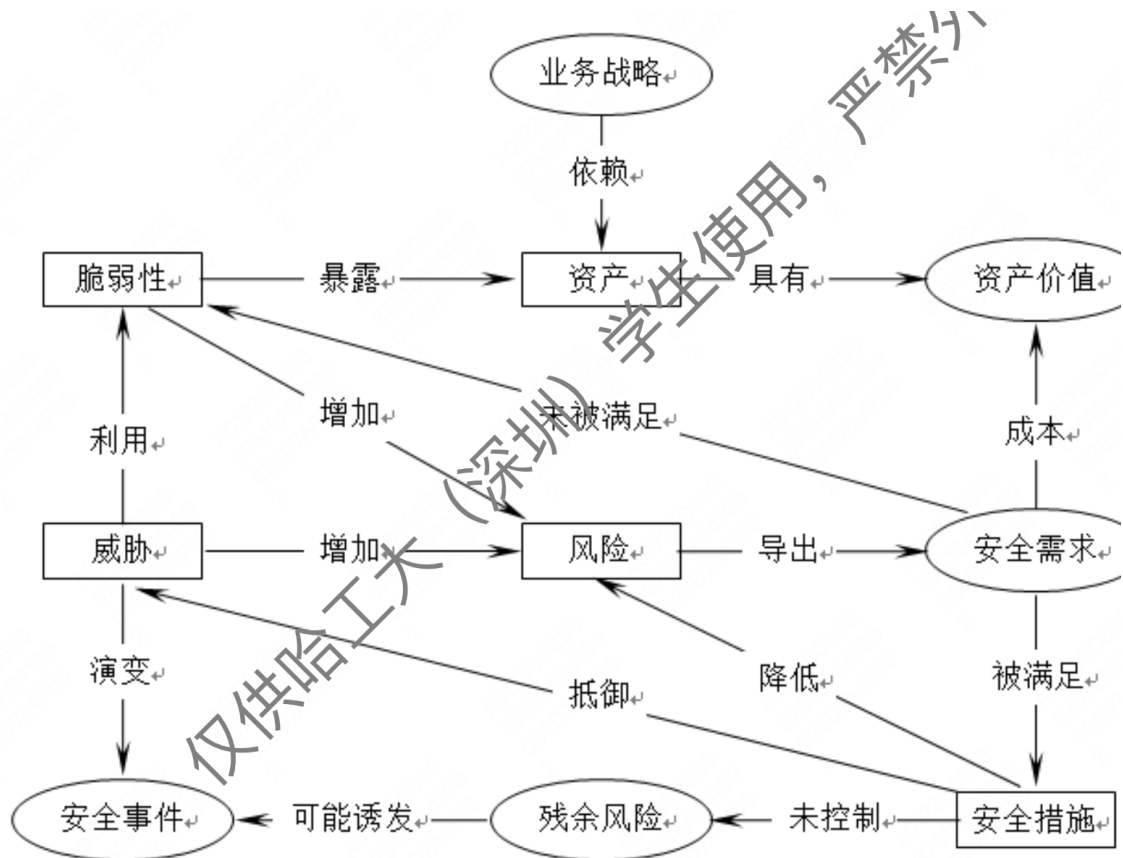 业务战略
依赖
脆弱性 暴露 资产 具有 资产价值
增加 未被满足 成本
利用
威胁 增加 风险 导出 安全需求
演变 抵御 降低 被满足
安全事件 可能诱发 残余风险 未控制 安全措施
仅供哈工大（深圳）学生使用，严禁外